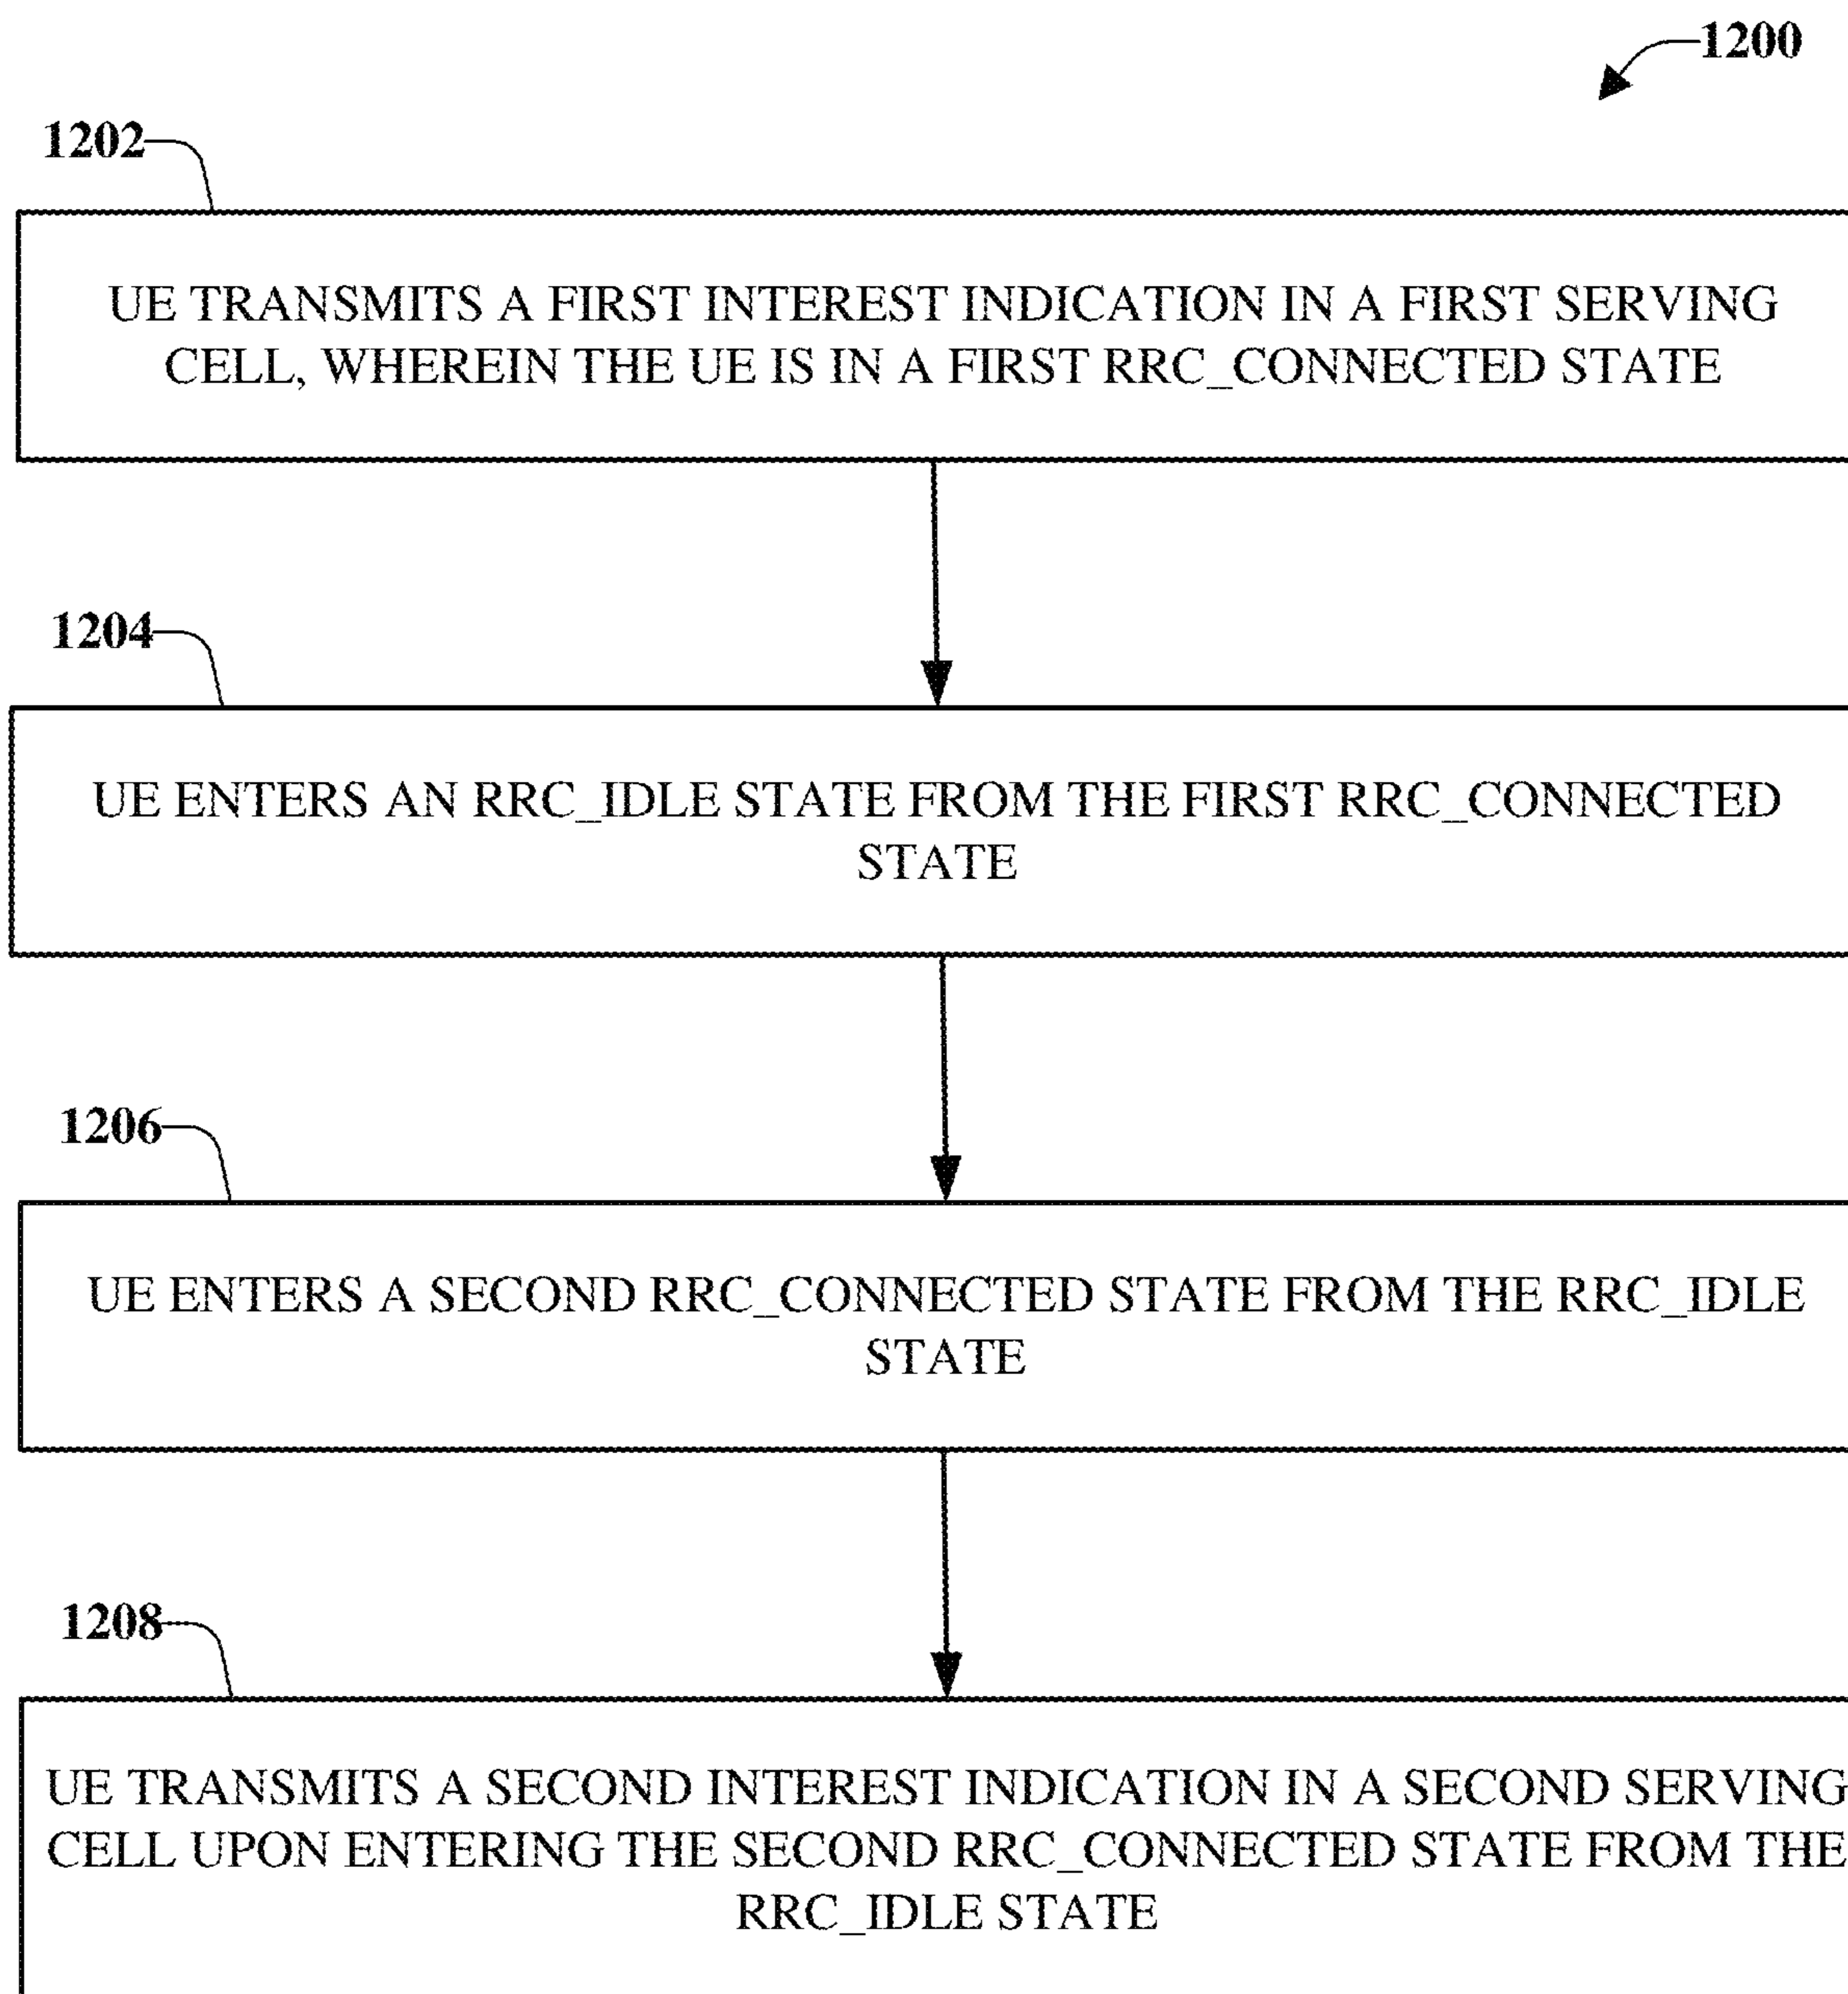 1200
1202
UE TRANSMITS A FIRST INTEREST INDICATION IN A FIRST SERVING
CELL, WHEREIN THE UE IS IN A FIRST RRC_CONNECTED STATE
1204
UE ENTERS AN RRC_IDLE STATE FROM THE FIRST RRC_CONNECTED
STATE
1206
UE ENTERS A SECOND RRC_CONNECTED STATE FROM THE RRC_IDLE
STATE
1208
UE TRANSMITS A SECOND INTEREST INDICATION IN A SECOND SERVING
CELL UPON ENTERING THE SECOND RRC_CONNECTED STATE FROM THE
RRC_IDLE STATE